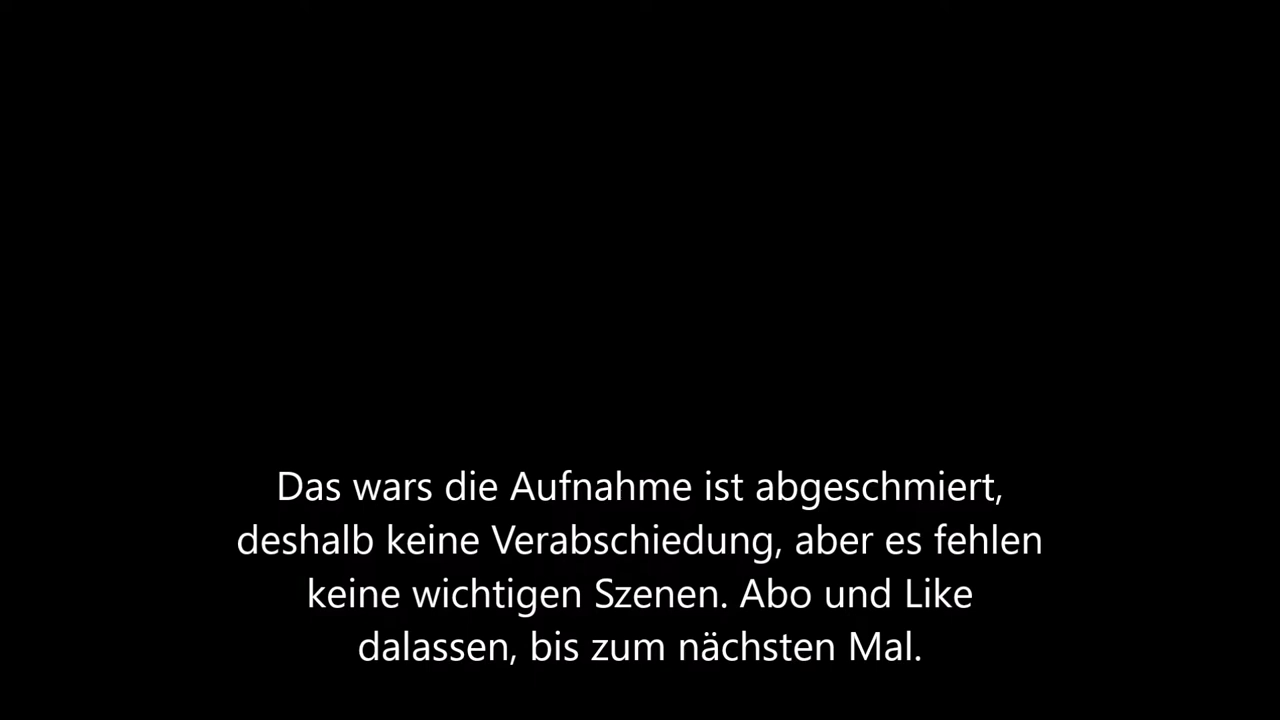 Das wars die Aufnahme ist abgeschmiert,
deshalb keine Verabschiedung, aber es fehlen
keine wichtigen Szenen. Abo und Like
dalassen, bis zum nächsten Mal.